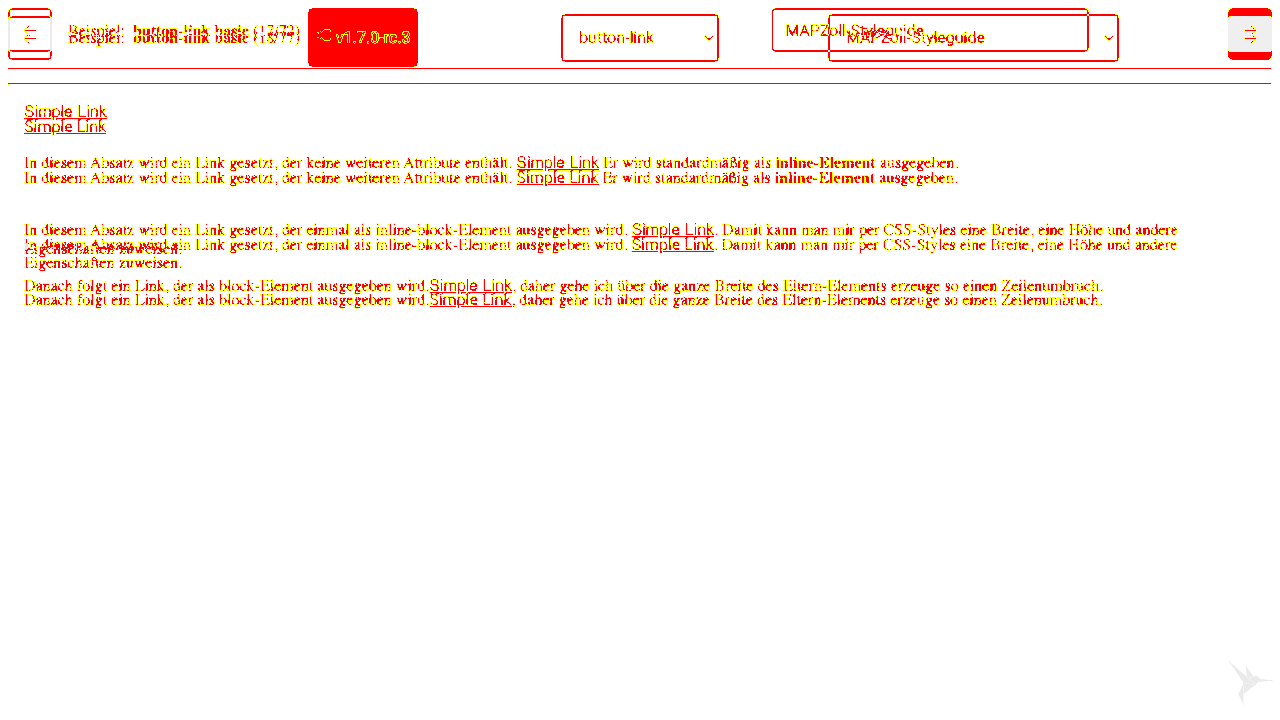 Beispiel: button-link basic
v1.7.0-rc.3
button-link
MAPZoll-Styleguide
MAPZoll-Styleguide
Simple Link
Simple Link
In diesem Absatz wird ein Link gesetzt, der keine weiteren Attribute enthält. Simple Link Er wird standardmäßig als inline-Element ausgegeben.
In diesem Absatz wird ein Link gesetzt, der keine weiteren Attribute enthält. Simple Link Er wird standardmäßig als inline-Element ausgegeben.
In diesem Absatz wird ein Link gesetzt, der einmal als inline-block-Element ausgegeben wird. Simple Link. Damit kann man mir per CSS-Styles eine Breite, eine Höhe und andere
In diesem Absatz wird ein Link gesetzt, der einmal als inline-block-Element ausgegeben wird. Simple Link. Damit kann man mir per CSS-Styles eine Breite, eine Höhe und andere
Eigenschaften zuweisen.
Eigenschaften zuweisen.
Danach folgt ein Link, der als block-Element ausgegeben wird.Simple Link, daher gehe ich über die ganze Breite des Eltern-Elements erzeuge so einen Zeilenumbruch.
Danach folgt ein Link, der als block-Element ausgegeben wird.Simple Link, daher gehe ich über die ganze Breite des Eltern-Elements erzeuge so einen Zeilenumbruch.